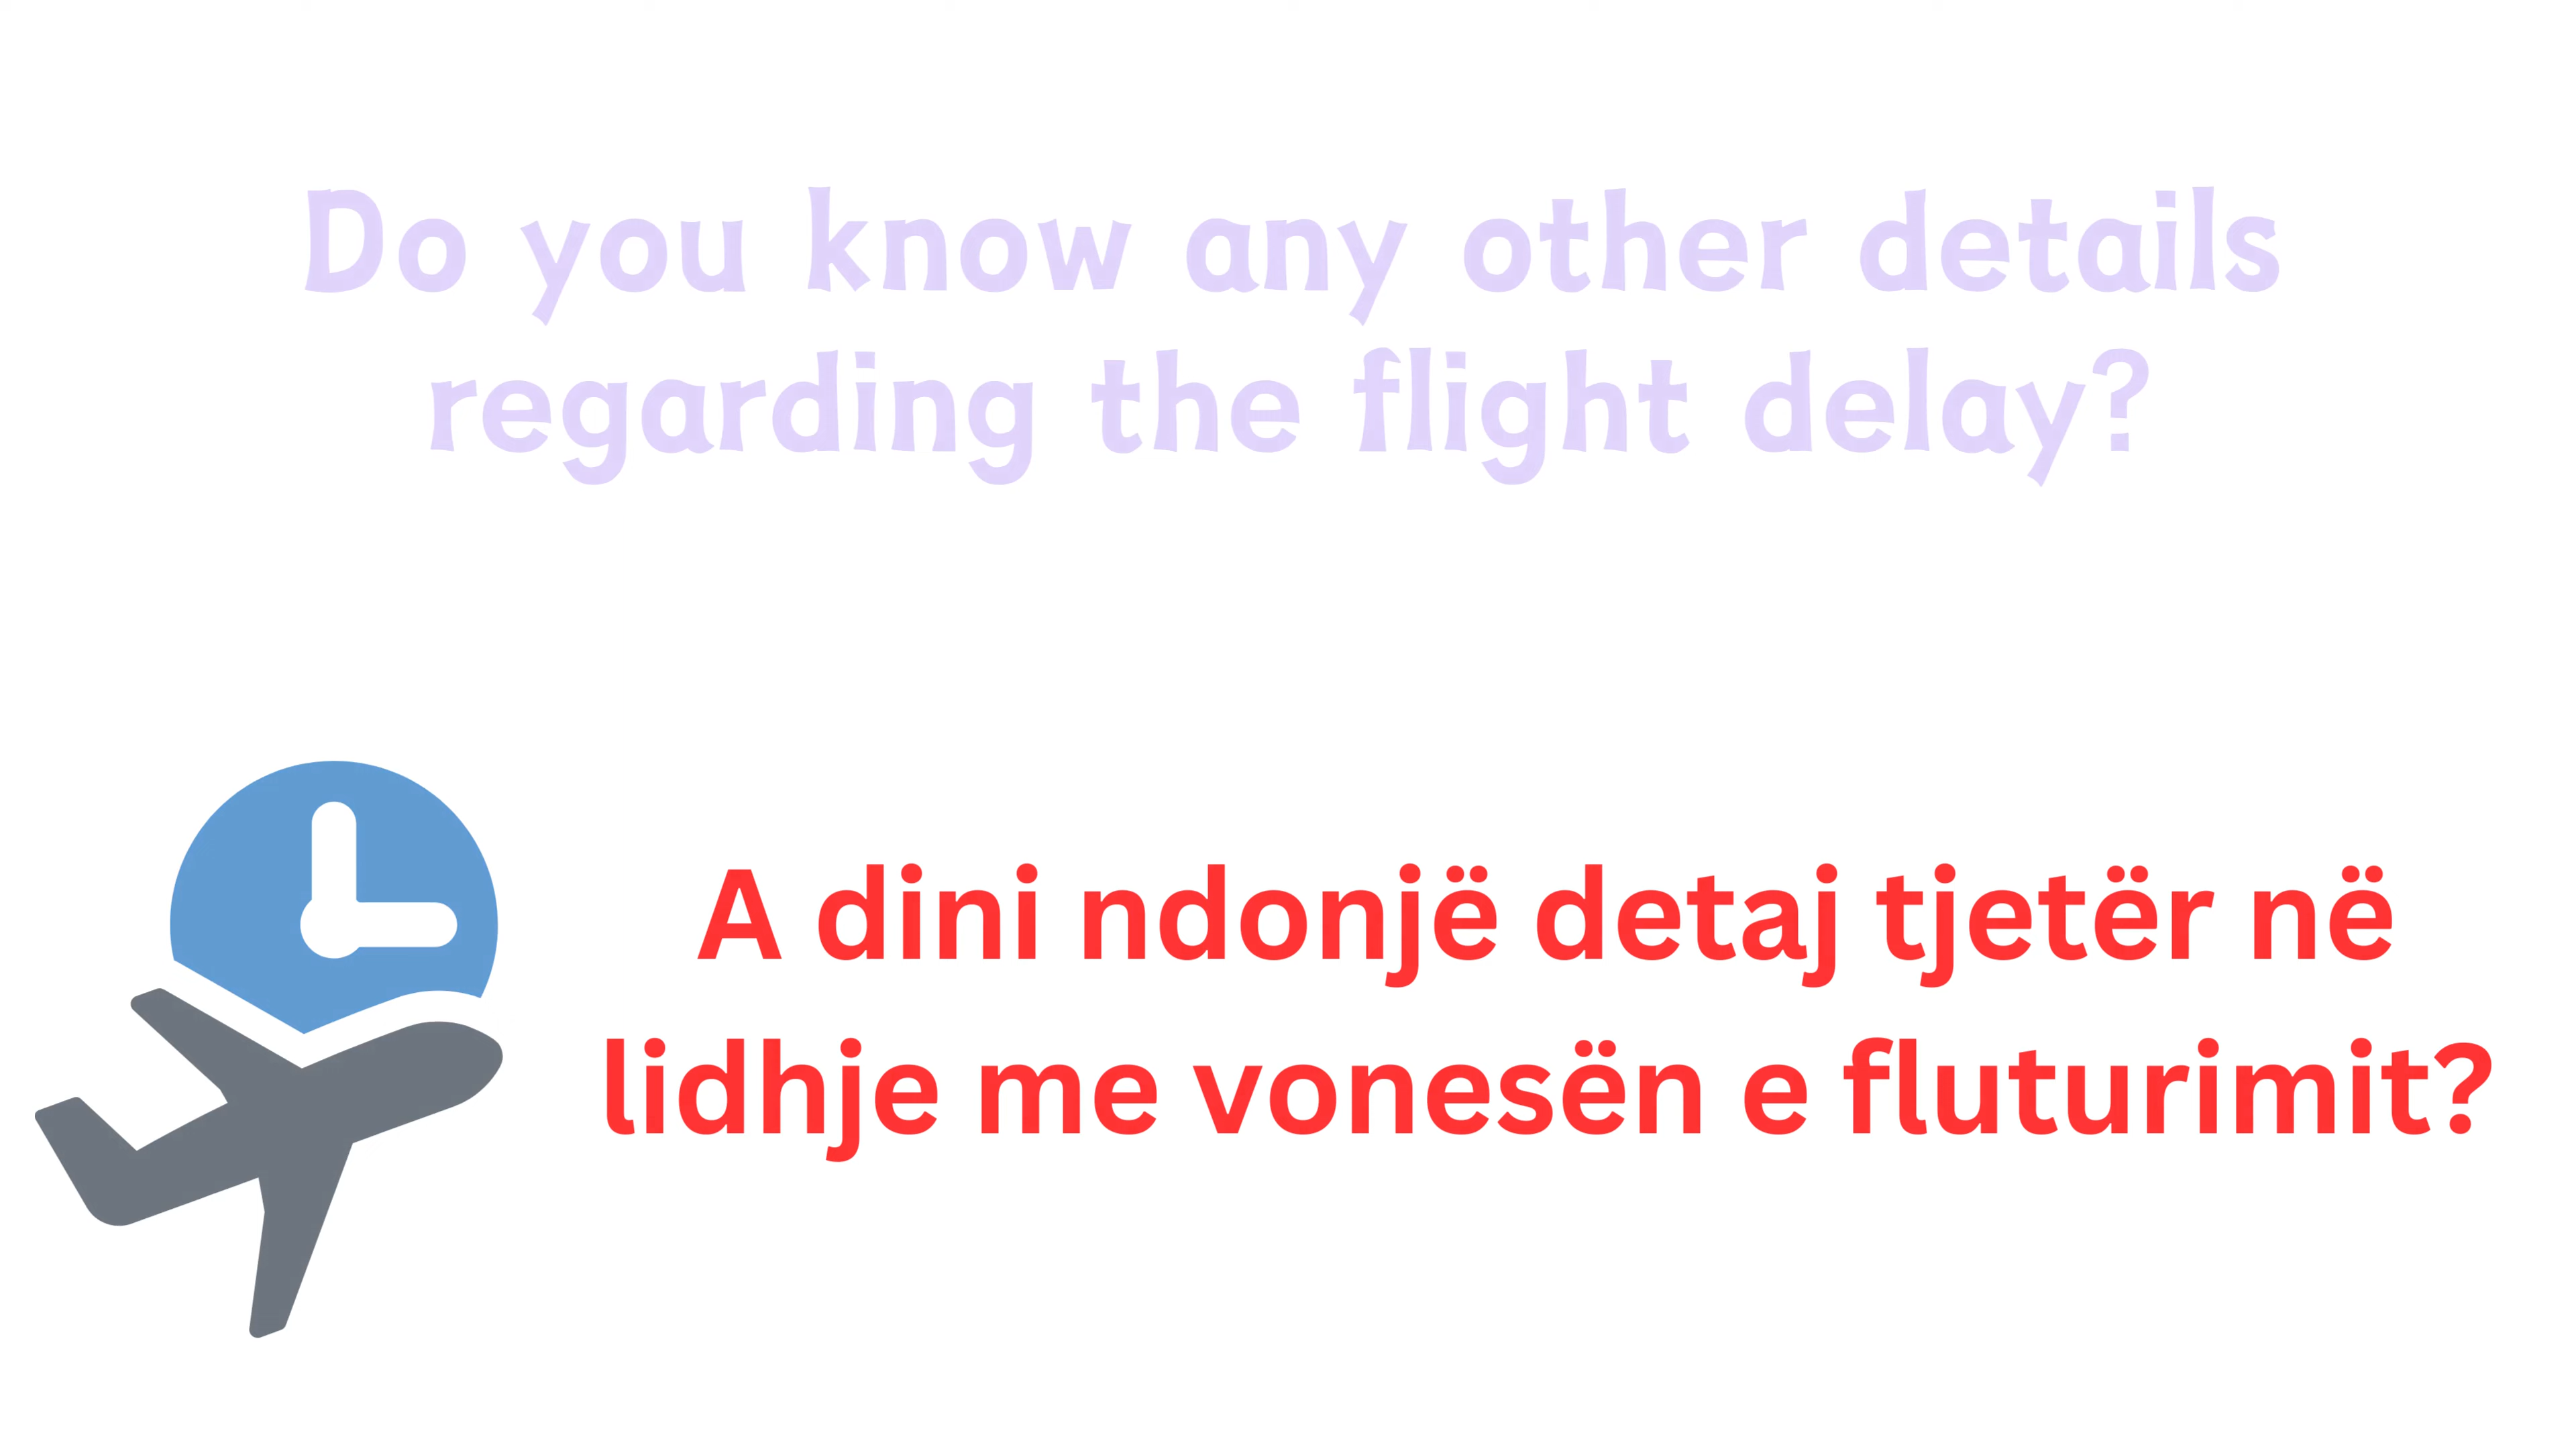 Do you know any other details
regarding the flight delay?
A dini ndonjë detaj tjetër në
lidhje me vonesën e fluturimit?